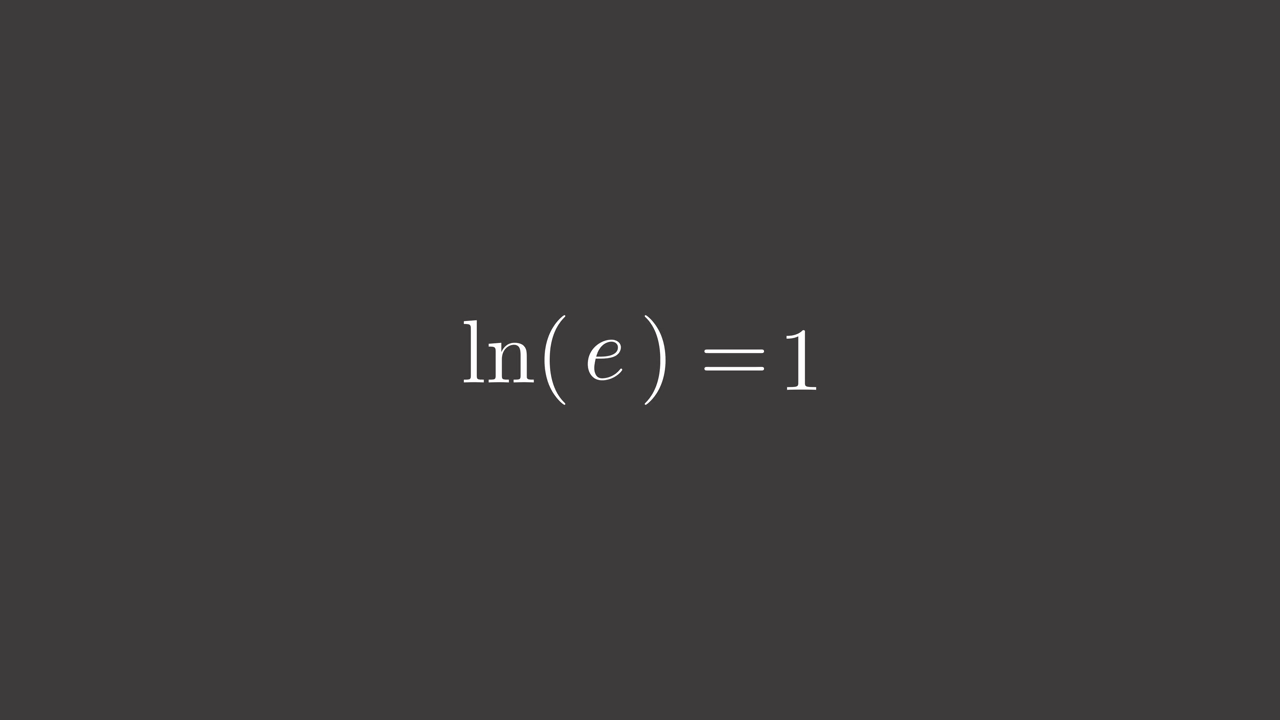 ln( e ) = 1